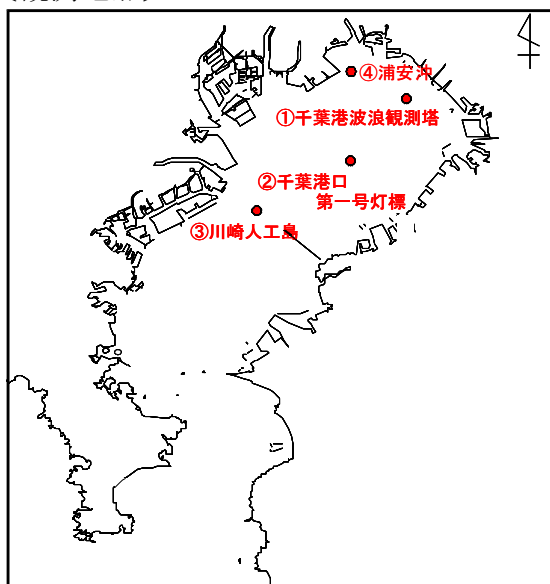 ④浦安沖
①千葉港波浪観測塔
②千葉港口
第一号灯標
③川崎人工島